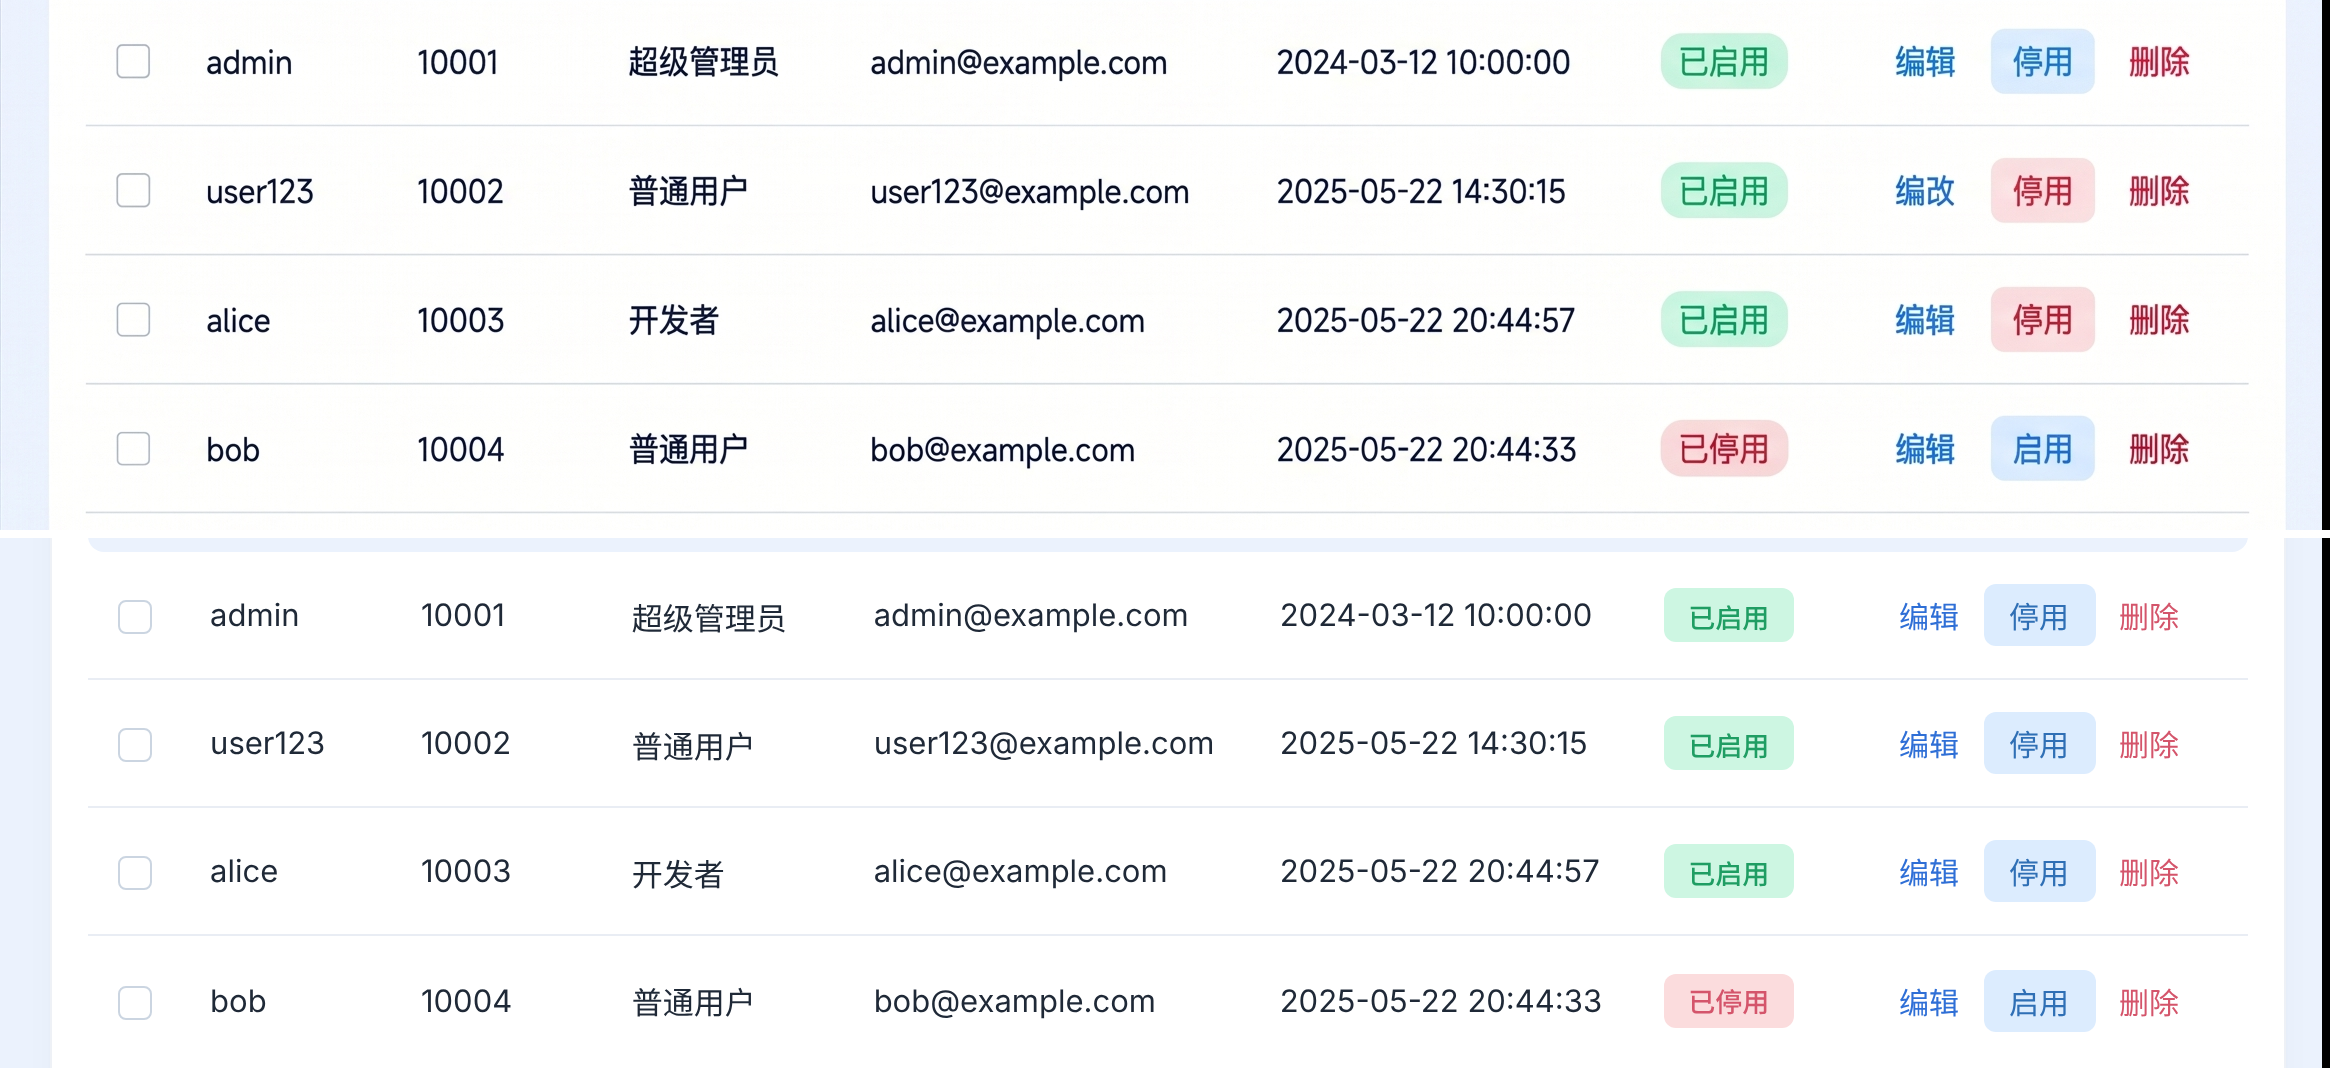 admin 10001 超级管理员 admin@example.com 2024-03-12 10:00:00 已启用 编辑 停用 删除
user123 10002 普通用户 user123@example.com 2025-05-22 14:30:15 已启用 编改 停用 删除
alice 10003 开发者 alice@example.com 2025-05-22 20:44:57 已启用 编辑 停用 删除
bob 10004 普通用户 bob@example.com 2025-05-22 20:44:33 已停用 编辑 启用 删除
admin 10001 超级管理员 admin@example.com 2024-03-12 10:00:00 已启用 编辑 停用 删除
user123 10002 普通用户 user123@example.com 2025-05-22 14:30:15 已启用 编辑 停用 删除
alice 10003 开发者 alice@example.com 2025-05-22 20:44:57 已启用 编辑 停用 删除
bob 10004 普通用户 bob@example.com 2025-05-22 20:44:33 已停用 编辑 启用 删除